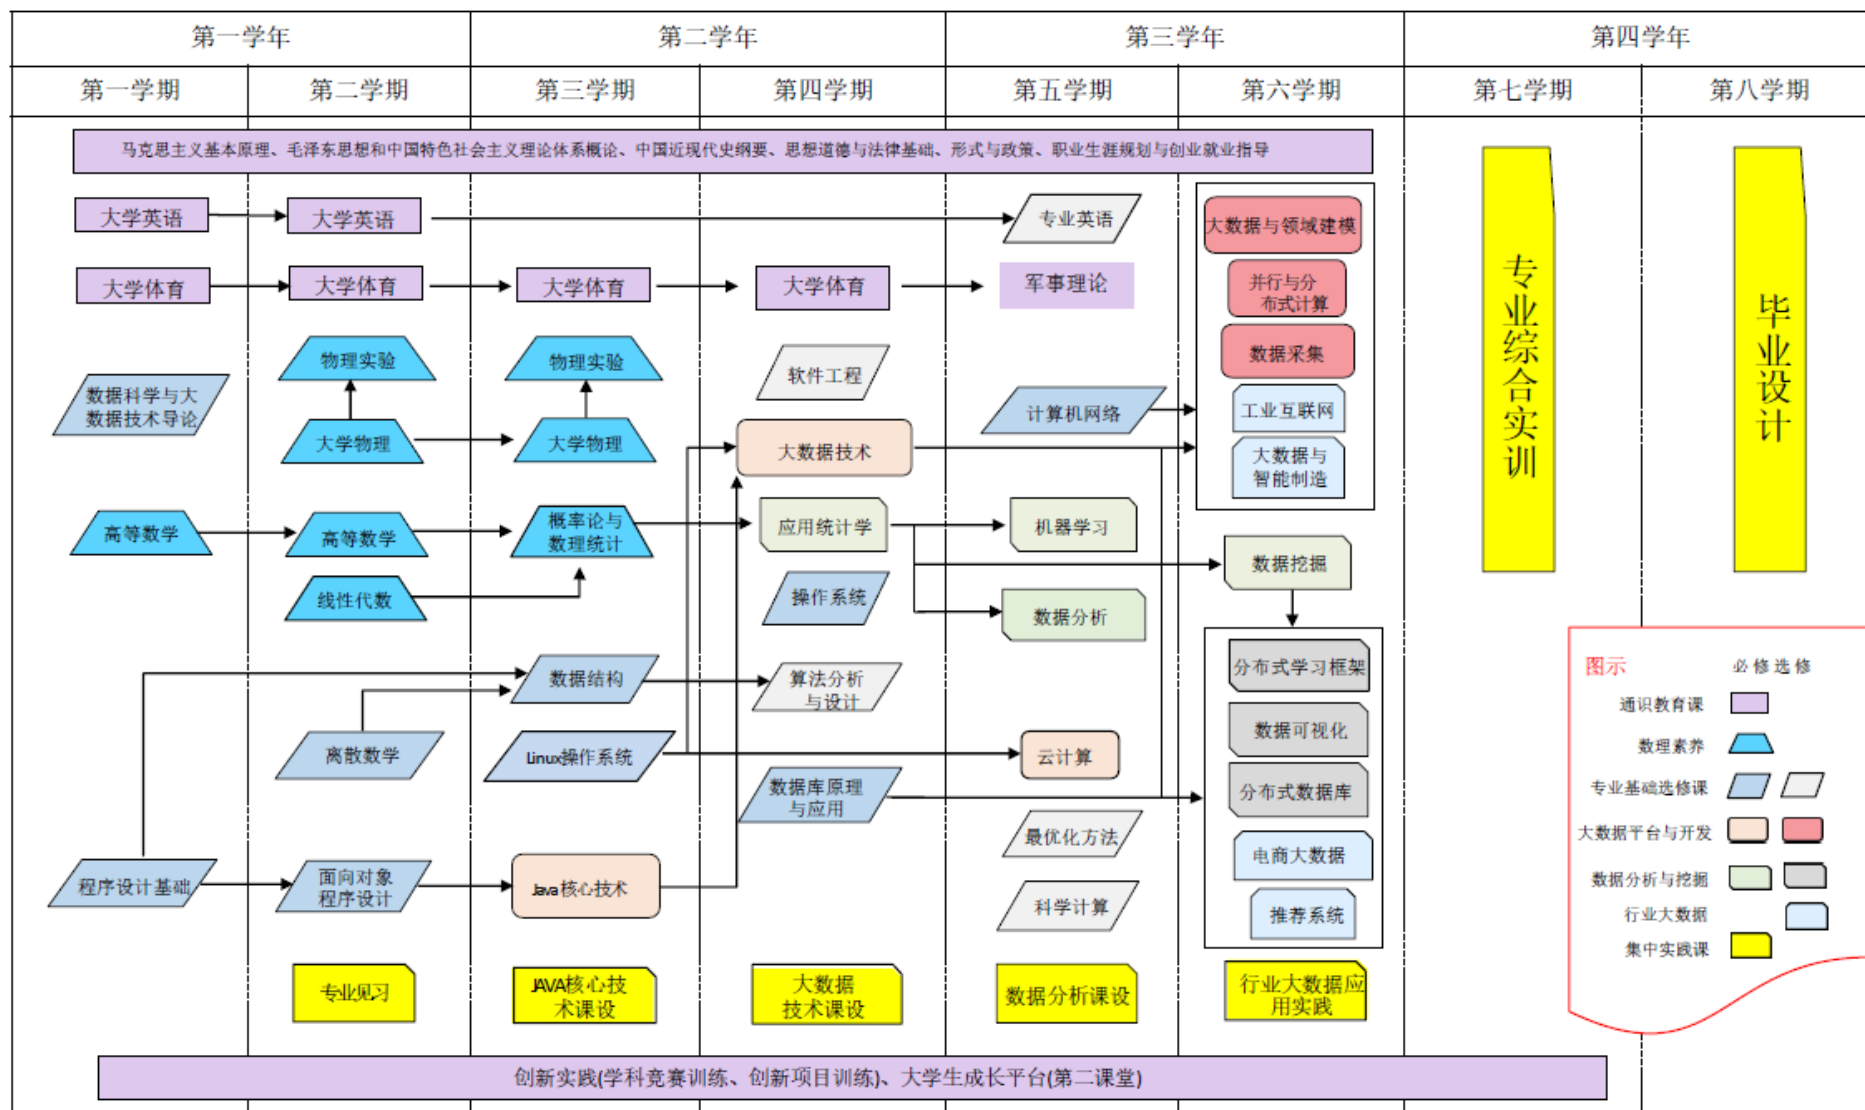 第一学年
第二学年
第三学年
第四学年
第一学期
第二学期
第三学期
第四学期
第五学期
第六学期
第七学期
第八学期
马克思主义基本原理、毛泽东思想和中国特色社会主义理论体系概论、中国近现代史纲要、思想道德与法律基础、形式与政策、职业生涯规划与创业就业指导
大学英语
大学英语
专业英语
大数据与领域建模
大学体育
大学体育
大学体育
大学体育
军事理论
并行与分
布式计算
物理实验
物理实验
软件工程
数据采集
数据科学与大
数据技术导论
计算机网络
工业互联网
大学物理
大学物理
大数据技术
大数据与
智能制造
专业综合实训
毕业设计
高等数学
高等数学
概率论与
数理统计
应用统计学
机器学习
数据挖掘
线性代数
操作系统
数据分析
数据结构
算法分析
与设计
分布式学习框架
离散数学
Linux操作系统
云计算
数据可视化
数据库原理
与应用
分布式数据库
最优化方法
电商大数据
程序设计基础
面向对象
程序设计
Java核心技术
科学计算
推荐系统
专业见习
JAVA核心技
术课设
大数据
技术课设
数据分析课设
行业大数据应
用实践
图示
必修选修
通识教育课
数理素养
专业基础选修课
大数据平台与开发
数据分析与挖掘
行业大数据
集中实践课
创新实践(学科竞赛训练、创新项目训练)、大学生成长平台(第二课堂)